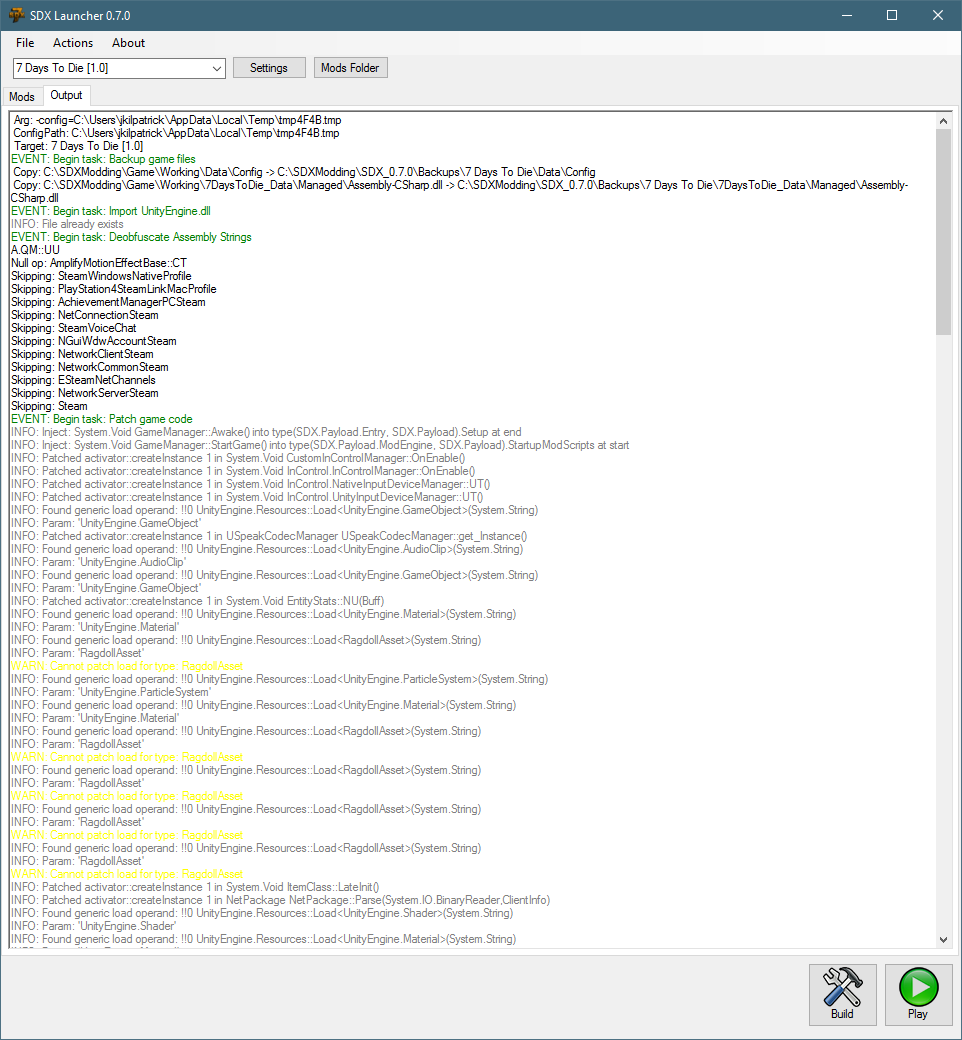 SDX Launcher 0.7.0
File Actions About
7 Days To Die [1.0] Settings Mods Folder
Mods Output
Arg: -config=C:\Users\jkilpatrick\AppData\Local\Temp\tmp4F4B.tmp
ConfigPath: C:\Users\jkilpatrick\AppData\Local\Temp\tmp4F4B.tmp
Target: 7 Days To Die [1.0]
EVENT: Begin task: Backup game files
Copy: C:\SDXModding\Game\Working\Data\Config -> C:\SDXModding\SDX_0.7.0\Backups\7 Days To Die\Data\Config
Copy: C:\SDXModding\Game\Working\7DaysToDie_Data\Managed\Assembly-CSharp.dll -> C:\SDXModding\SDX_0.7.0\Backups\7 Days To Die\7DaysToDie_Data\Managed\Assembly-
CSharp.dll
EVENT: Begin task: Import UnityEngine.dll
INFO: File already exists
EVENT: Begin task: Deobfuscate Assembly Strings
A.QM::UU
Null op: AmplifyMotionEffectBase::CT
Skipping: SteamWindowsNativeProfile
Skipping: PlayStation4SteamLinkMacProfile
Skipping: AchievementManagerPCSteam
Skipping: NetConnectionSteam
Skipping: SteamVoiceChat
Skipping: NGuiWdwAccountSteam
Skipping: NetworkClientSteam
Skipping: NetworkCommonSteam
Skipping: ESteamNetChannels
Skipping: NetworkServerSteam
Skipping: Steam
EVENT: Begin task: Patch game code
INFO: Inject: System.Void GameManager::Awake() into type(SDX.Payload.Entry, SDX.Payload).Setup at end
INFO: Inject: System.Void GameManager::StartGame() into type(SDX.Payload.ModEngine, SDX.Payload).StartupModScripts at start
INFO: Patched activator::createInstance 1 in System.Void CustomInControlManager::OnEnable()
INFO: Patched activator::createInstance 1 in System.Void InControl.InControlManager::OnEnable()
INFO: Patched activator::createInstance 1 in System.Void InControl.NativeInputDeviceManager::UT()
INFO: Patched activator::createInstance 1 in System.Void InControl.UnityInputDeviceManager::UT()
INFO: Found generic load operand: !!0 UnityEngine.Resources::Load<UnityEngine.GameObject>(System.String)
INFO: Param: 'UnityEngine.GameObject'
INFO: Patched activator::createInstance 1 in USpeakCodecManager USpeakCodecManager::get_Instance()
INFO: Found generic load operand: !!0 UnityEngine.Resources::Load<UnityEngine.AudioClip>(System.String)
INFO: Param: 'UnityEngine.AudioClip'
INFO: Found generic load operand: !!0 UnityEngine.Resources::Load<UnityEngine.GameObject>(System.String)
INFO: Param: 'UnityEngine.GameObject'
INFO: Patched activator::createInstance 1 in System.Void EntityStats::NU(Buff)
INFO: Found generic load operand: !!0 UnityEngine.Resources::Load<UnityEngine.Material>(System.String)
INFO: Param: 'UnityEngine.Material'
INFO: Found generic load operand: !!0 UnityEngine.Resources::Load<RagdollAsset>(System.String)
INFO: Param: 'RagdollAsset'
WARN: Cannot patch load for type: RagdollAsset
INFO: Found generic load operand: !!0 UnityEngine.Resources::Load<UnityEngine.ParticleSystem>(System.String)
INFO: Param: 'UnityEngine.ParticleSystem'
INFO: Found generic load operand: !!0 UnityEngine.Resources::Load<UnityEngine.Material>(System.String)
INFO: Param: 'UnityEngine.Material'
INFO: Found generic load operand: !!0 UnityEngine.Resources::Load<RagdollAsset>(System.String)
INFO: Param: 'RagdollAsset'
WARN: Cannot patch load for type: RagdollAsset
INFO: Found generic load operand: !!0 UnityEngine.Resources::Load<RagdollAsset>(System.String)
INFO: Param: 'RagdollAsset'
WARN: Cannot patch load for type: RagdollAsset
INFO: Found generic load operand: !!0 UnityEngine.Resources::Load<RagdollAsset>(System.String)
INFO: Param: 'RagdollAsset'
WARN: Cannot patch load for type: RagdollAsset
INFO: Found generic load operand: !!0 UnityEngine.Resources::Load<RagdollAsset>(System.String)
INFO: Param: 'RagdollAsset'
WARN: Cannot patch load for type: RagdollAsset
INFO: Patched activator::createInstance 1 in System.Void ItemClass::LateInit()
INFO: Patched activator::createInstance 1 in NetPackage NetPackage::Parse(System.IO.BinaryReader,ClientInfo)
INFO: Found generic load operand: !!0 UnityEngine.Resources::Load<UnityEngine.Shader>(System.String)
INFO: Param: 'UnityEngine.Shader'
INFO: Found generic load operand: !!0 UnityEngine.Resources::Load<UnityEngine.Material>(System.String)
Build Play